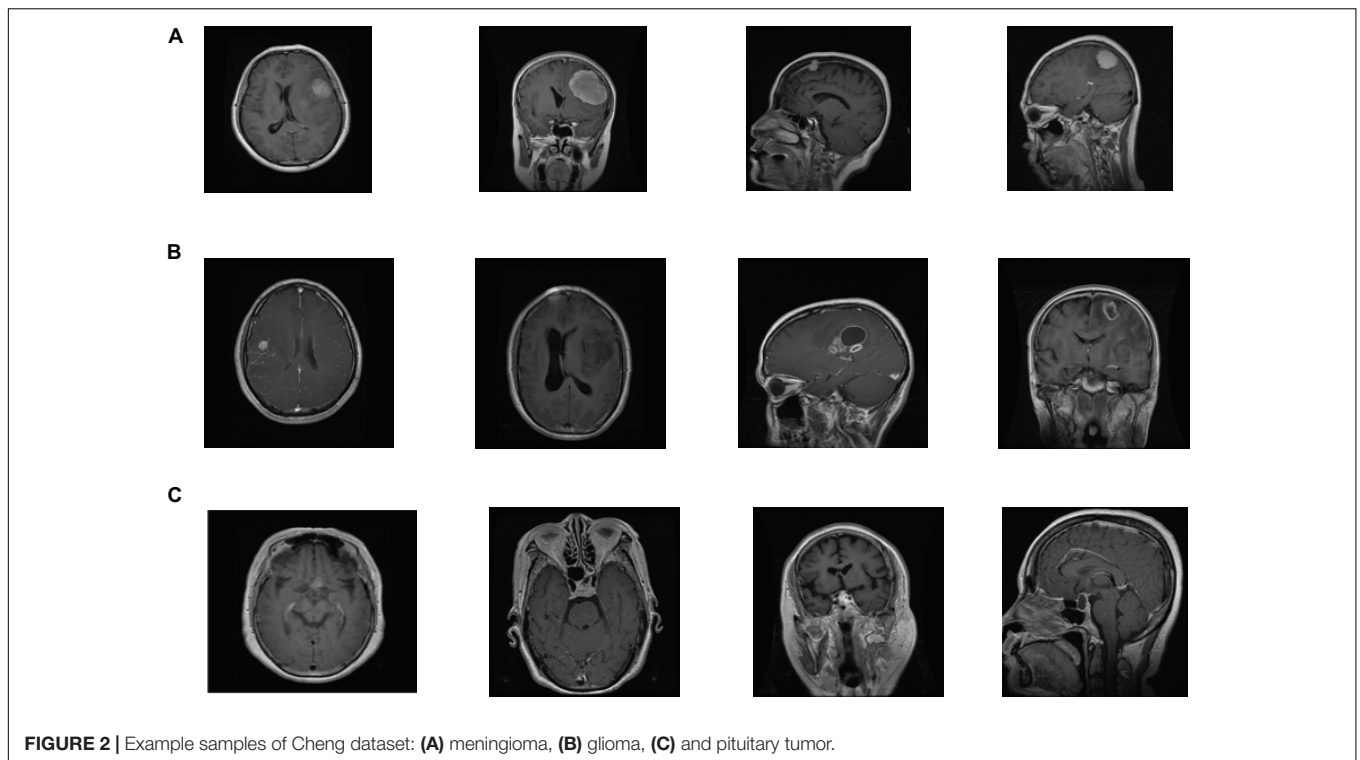 A
B
C
FIGURE 2 | Example samples of Cheng dataset: (A) meningioma, (B) glioma, (C) and pituitary tumor.